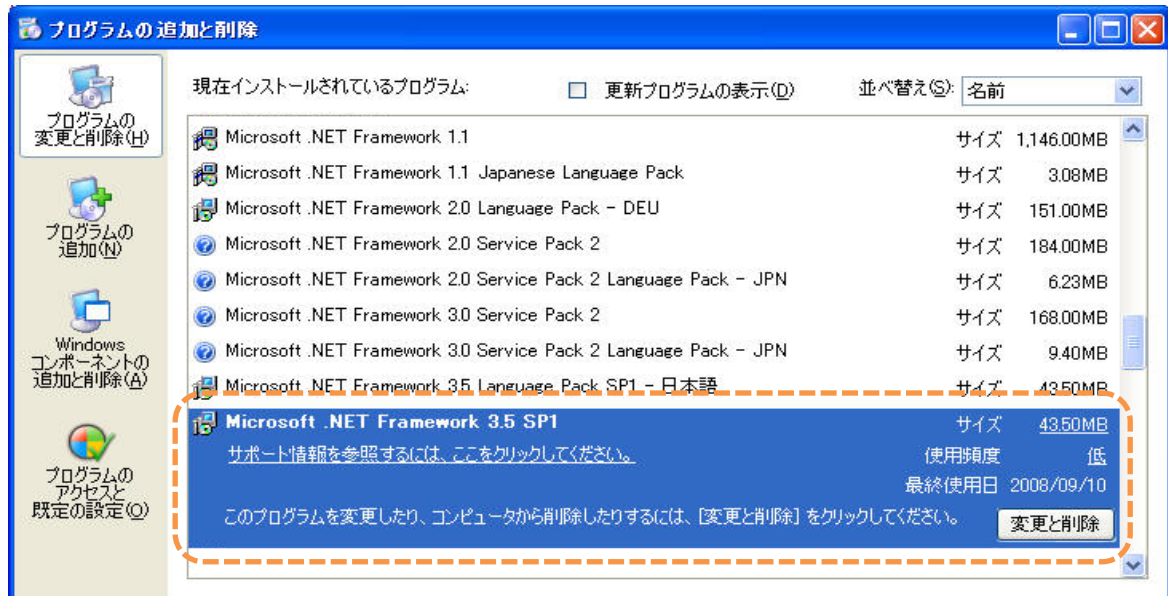 プログラムの追加と削除
プログラムの
変更と削除(H)
プログラムの
追加(N)
Windows
コンポーネントの
追加と削除(A)
プログラムの
アクセスと
既定の設定(O)
現在インストールされているプログラム:
更新プログラムの表示(D)
並べ替え(S): 名前
Microsoft .NET Framework 1.1 サイズ 1,146.00MB
Microsoft .NET Framework 1.1 Japanese Language Pack サイズ 3.08MB
Microsoft .NET Framework 2.0 Language Pack - DEU サイズ 151.00MB
Microsoft .NET Framework 2.0 Service Pack 2 サイズ 184.00MB
Microsoft .NET Framework 2.0 Service Pack 2 Language Pack - JPN サイズ 6.23MB
Microsoft .NET Framework 3.0 Service Pack 2 サイズ 168.00MB
Microsoft .NET Framework 3.0 Service Pack 2 Language Pack - JPN サイズ 9.40MB
Microsoft .NET Framework 3.5 Language Pack SP1 - 日本語 サイズ 43.50MB
Microsoft .NET Framework 3.5 SP1 サイズ 43.50MB
サポート情報を参照するには、ここをクリックしてください。 使用頻度 低
最終使用日 2008/09/10
このプログラムを変更したり、コンピュータから削除したりするには、[変更と削除] をクリックしてください。 変更と削除